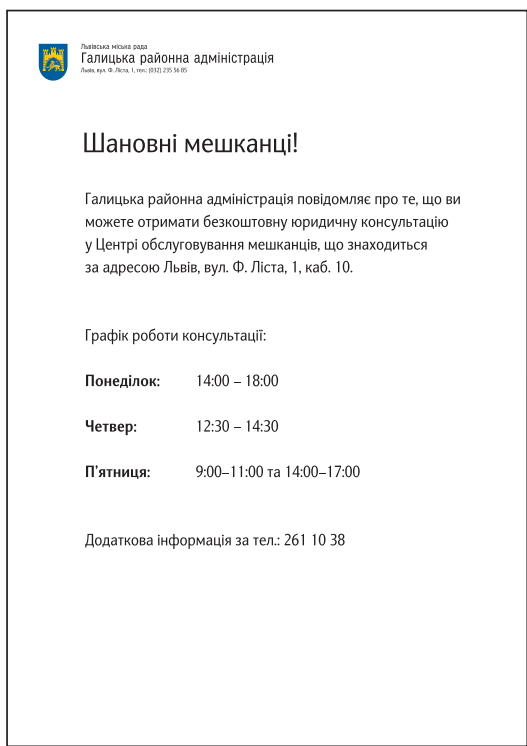 Львівська міська рада
Галицька районна адміністрація
Львів, вул. Ф. Ліста, 1, тел.: (032) 235 56 85
Шановні мешканці!
Галицька районна адміністрація повідомляє про те, що ви
можете отримати безкоштовну юридичну консультацію
у Центрі обслуговування мешканців, що знаходиться
за адресою Львів, вул. Ф. Ліста, 1, каб. 10.
Графік роботи консультації:
Понеділок: 14:00 – 18:00
Четвер: 12:30 – 14:30
П’ятниця: 9:00–11:00 та 14:00–17:00
Додаткова інформація за тел.: 261 10 38